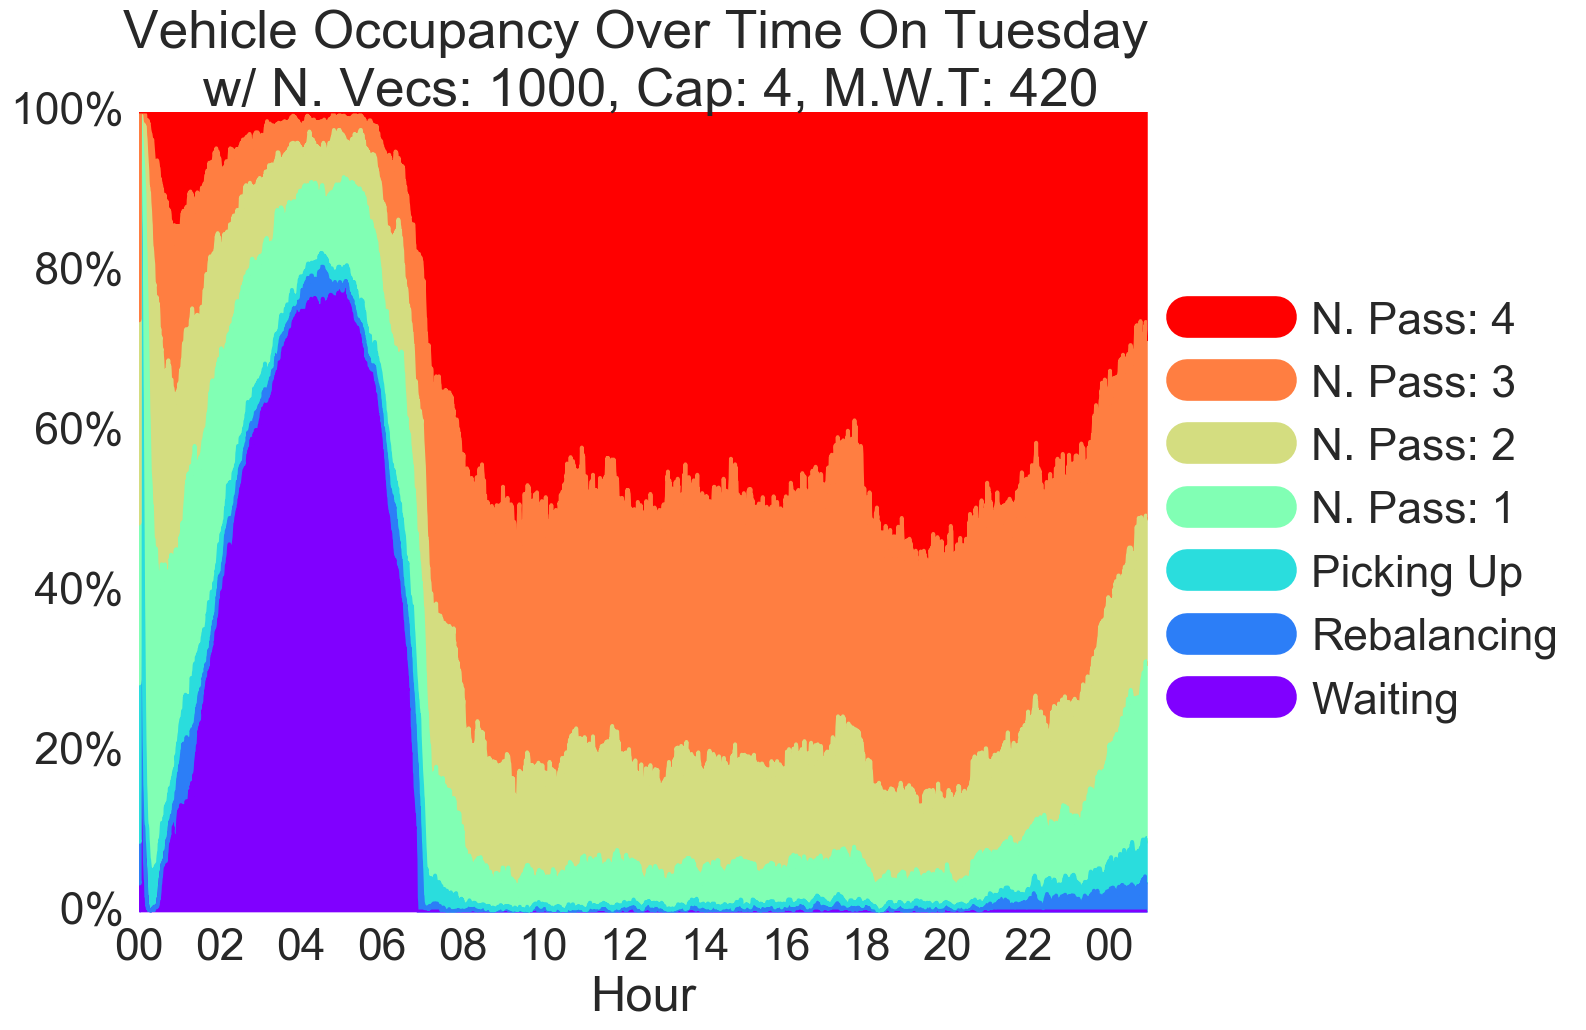 Vehicle Occupancy Over Time On Tuesday
w/ N. Vecs: 1000, Cap: 4, M.W.T: 420
100%
80%
60%
40%
20%
0%
00 02 04 06 08 10 12 14 16 18 20 22 00
Hour
N. Pass: 4
N. Pass: 3
N. Pass: 2
N. Pass: 1
Picking Up
Rebalancing
Waiting